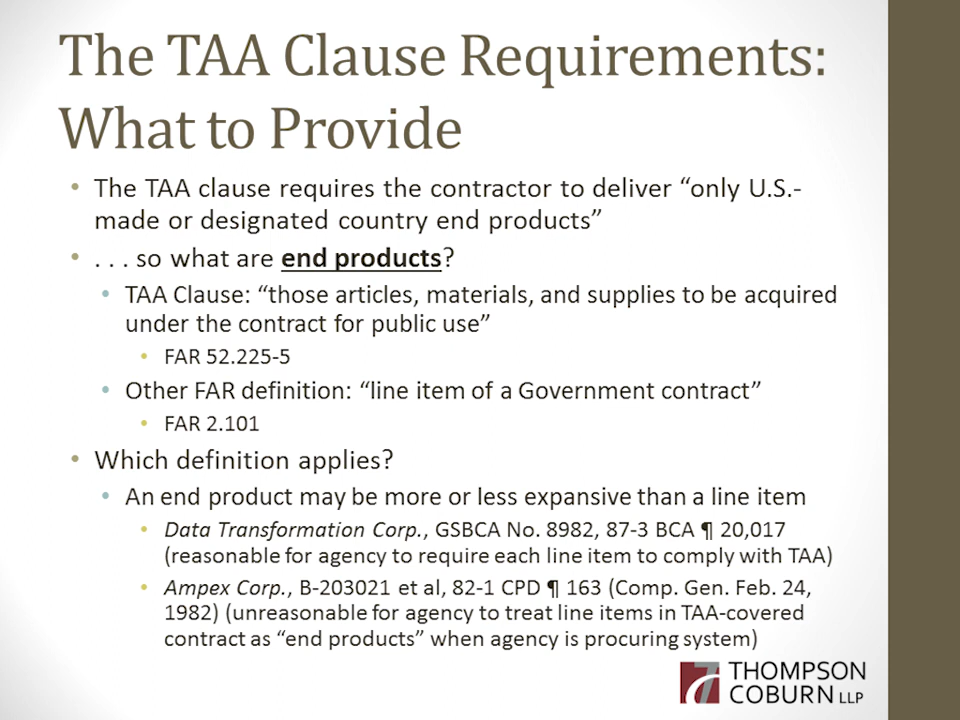 The TAA Clause Requirements:
What to Provide
• The TAA clause requires the contractor to deliver “only U.S.-
made or designated country end products”
• . . . so what are end products?
• TAA Clause: “those articles, materials, and supplies to be acquired
under the contract for public use”
• FAR 52.225-5
• Other FAR definition: “line item of a Government contract”
• FAR 2.101
• Which definition applies?
• An end product may be more or less expansive than a line item
• Data Transformation Corp., GSBCA No. 8982, 87-3 BCA ¶ 20,017
(reasonable for agency to require each line item to comply with TAA)
• Ampex Corp., B-203021 et al, 82-1 CPD ¶ 163 (Comp. Gen. Feb. 24,
1982) (unreasonable for agency to treat line items in TAA-covered
contract as “end products” when agency is procuring system)
THOMPSON
COBURN LLP